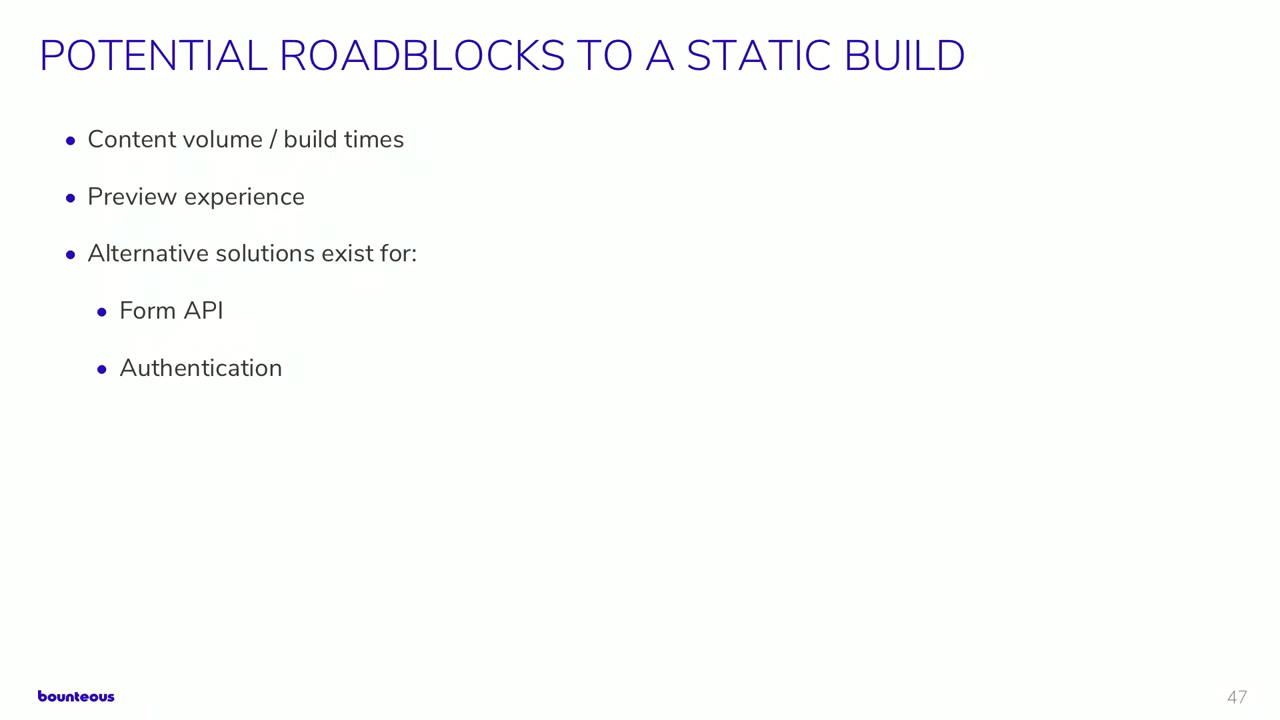 POTENTIAL ROADBLOCKS TO A STATIC BUILD
• Content volume / build times
• Preview experience
• Alternative solutions exist for:
• Form API
• Authentication
bounteous
47